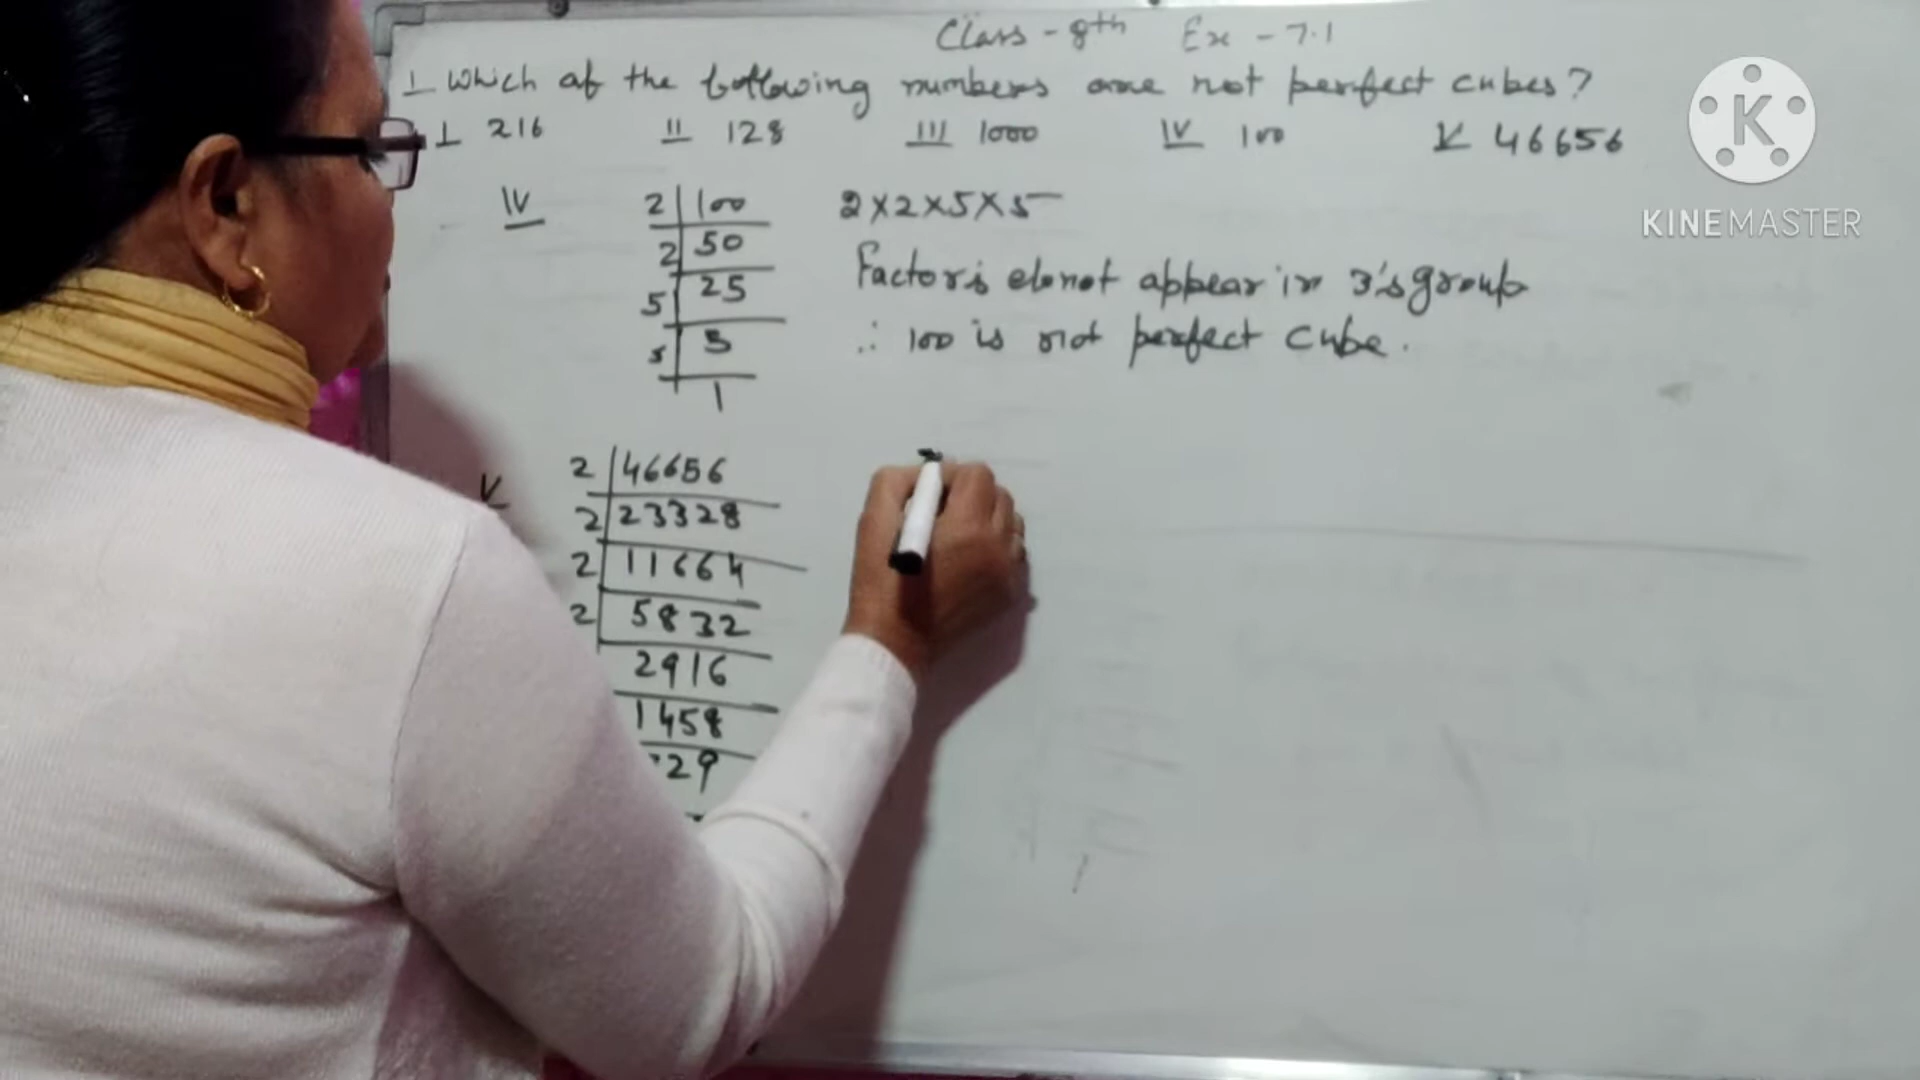 Class - 8th Ex - 7.1
1 Which of the following numbers are not perfect cubes?
I 216 II 128 III 1000 IV 100 V 46656
IV
2 | 100
2 | 50
5 | 25
5 | 5
1
2×2×5×5
Factors do not appear in 3's group
∴ 100 is not perfect cube.
V
2 | 46656
2 | 23328
2 | 11664
2 | 5832
2916
1458
29
K
KINEMASTER